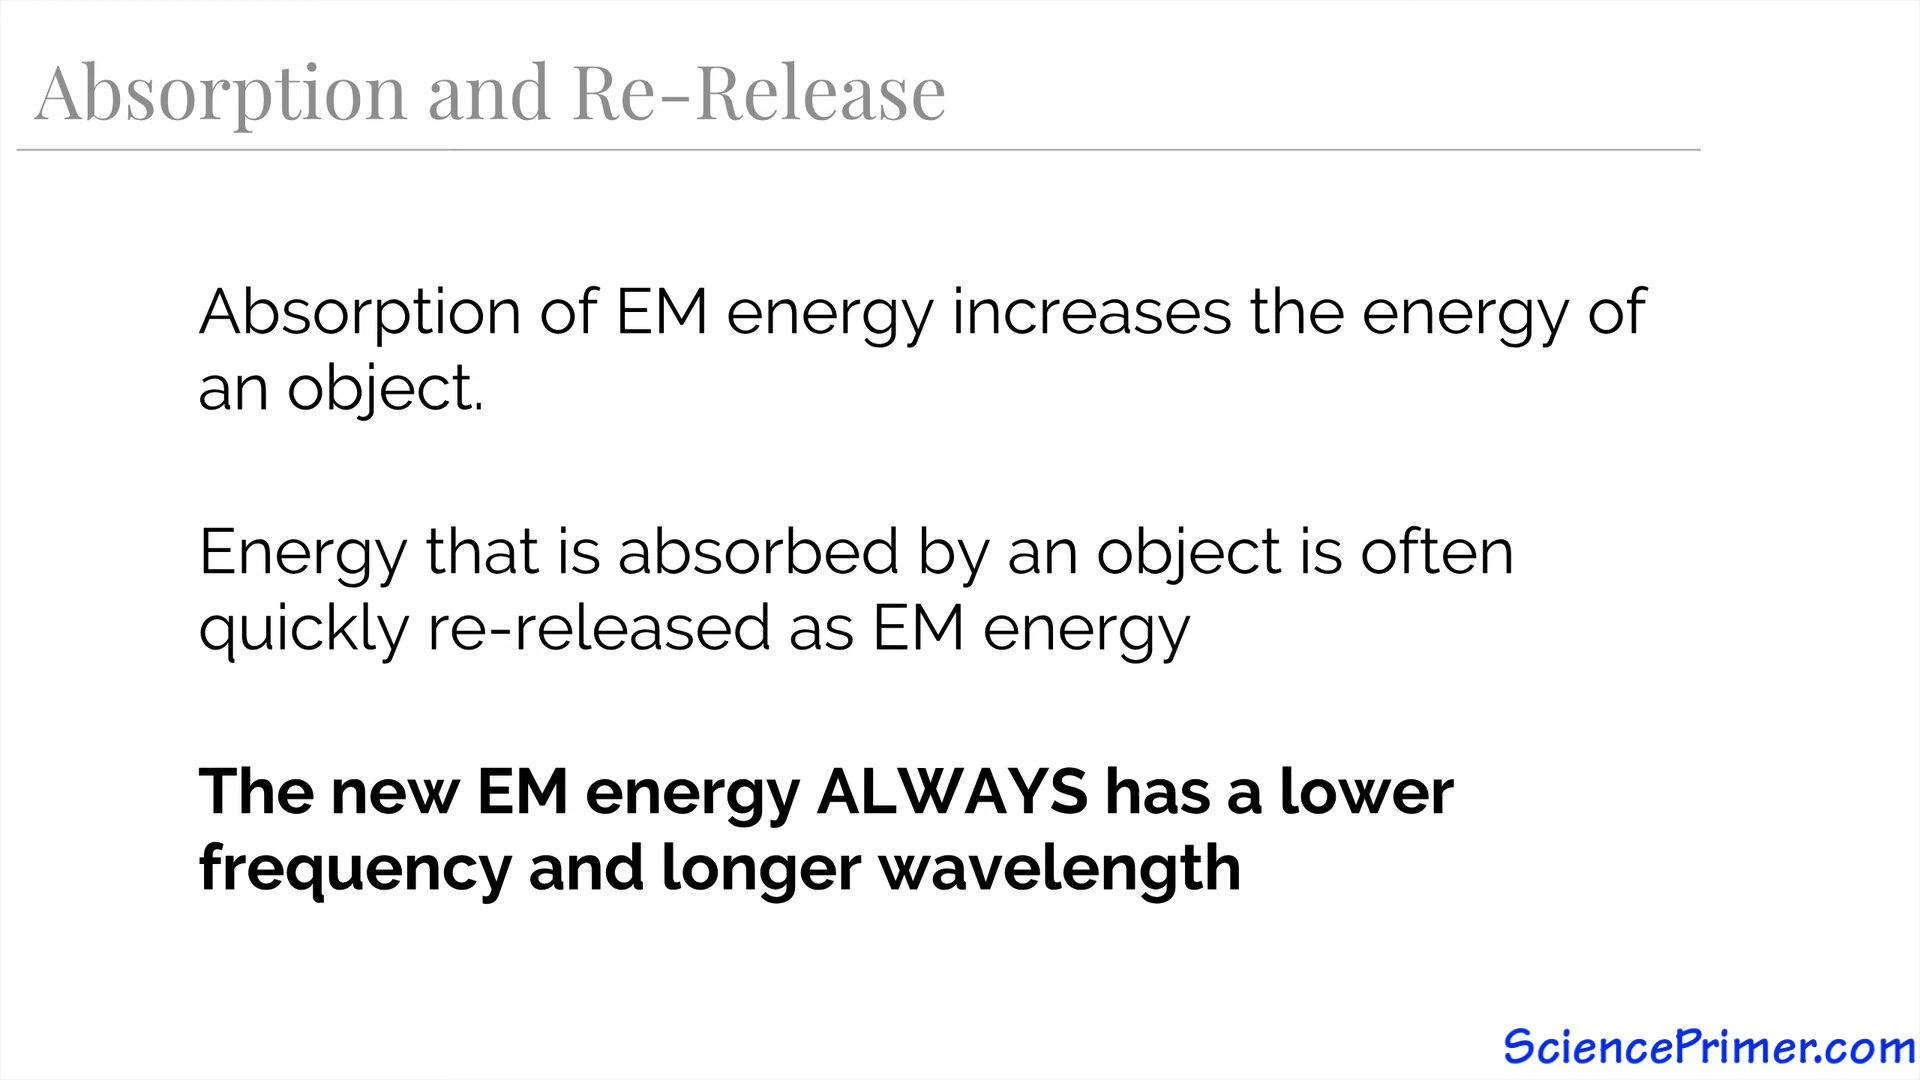 Absorption and Re-Release
Absorption of EM energy increases the energy of
an object.
Energy that is absorbed by an object is often
quickly re-released as EM energy
The new EM energy ALWAYS has a lower
frequency and longer wavelength
SciencePrimer.com